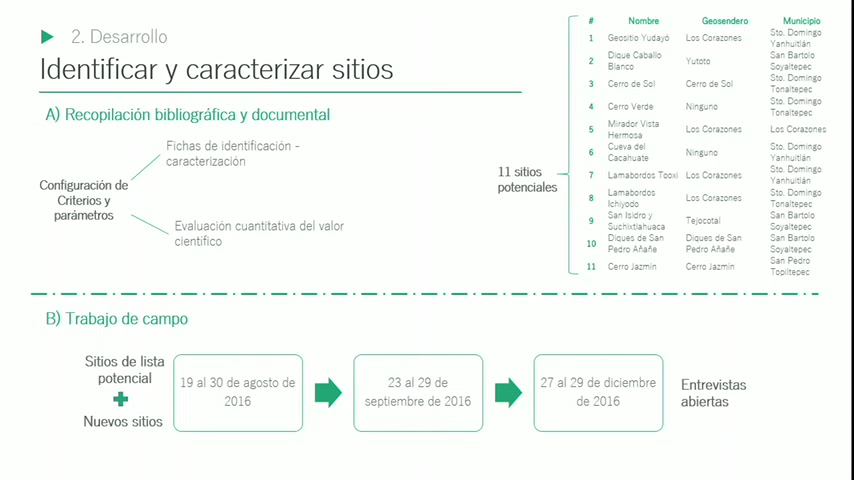 2. Desarrollo
Identificar y caracterizar sitios
A) Recopilación bibliográfica y documental
Fichas de identificación -
caracterización
Configuración de
Criterios y
parámetros
Evaluación cuantitativa del valor
científico
11 sitios
potenciales
# Nombre Geosendero Municipio
1 Geositio Yudayó Los Corazones Sto. Domingo
Yanhuitlán
2 Dique Caballo
Blanco Yutoto San Bartolo
Soyaltepec
3 Cerro de Sol Cerro de Sol Sto. Domingo
Tonaltepec
4 Cerro Verde Ninguno Sto. Domingo
Tonaltepec
5 Mirador Vista
Hermosa Los Corazones Los Corazones
6 Cueva del
Cacahuate Ninguno Sto. Domingo
Yanhuitlán
7 Lamabordos Tooxi Los Corazones Sto. Domingo
Yanhuitlán
8 Lamabordos
Ichiyodo Los Corazones Sto. Domingo
Tonaltepec
9 San Isidro y
Suchixtlahuaca Tejocotal San Bartolo
Soyaltepec
10 Diques de San
Pedro Añañe Diques de San
Pedro Añañe San Bartolo
Soyaltepec
11 Cerro Jazmín Cerro Jazmín San Pedro
Topiltepec
B) Trabajo de campo
Sitios de lista
potencial
Nuevos sitios
19 al 30 de agosto de
2016
23 al 29 de
septiembre de 2016
27 al 29 de diciembre
de 2016
Entrevistas
abiertas